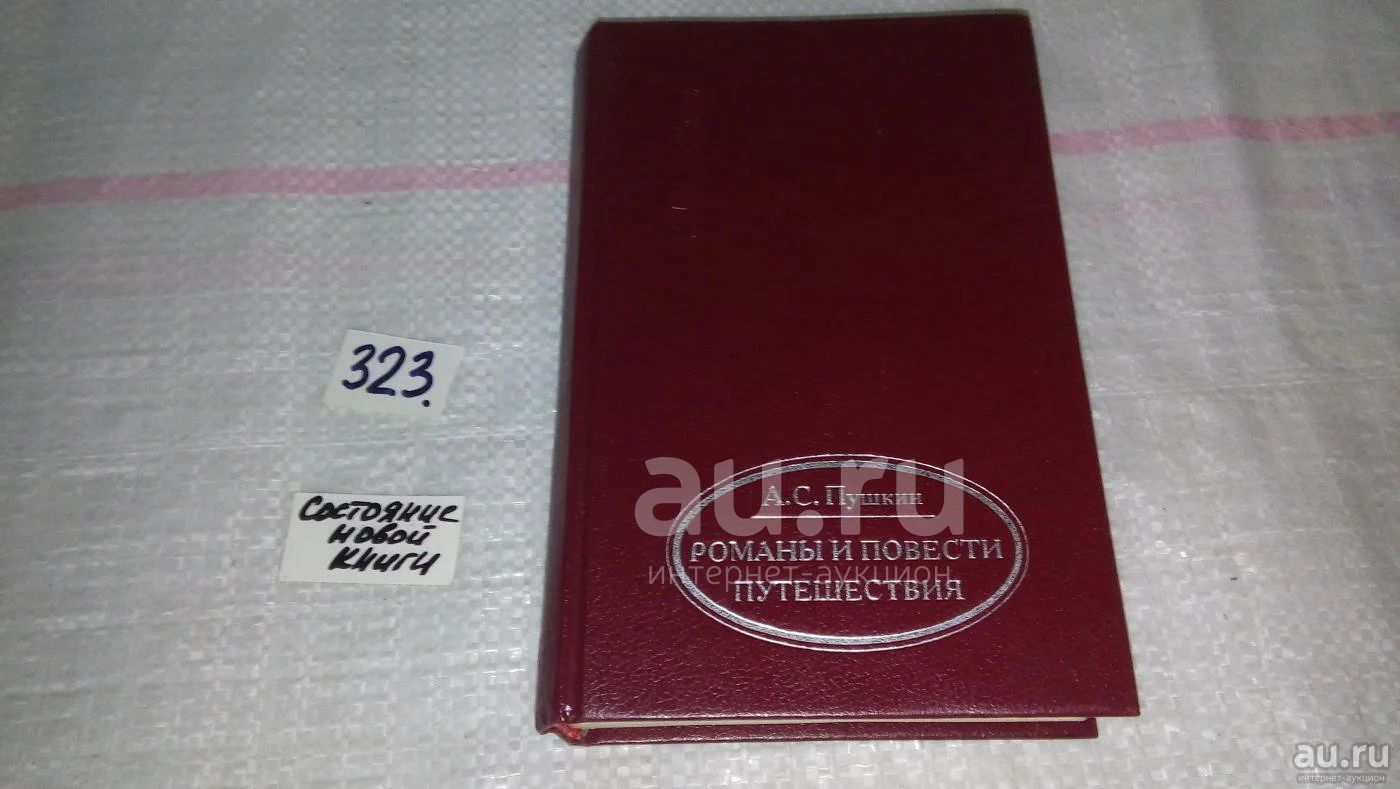 323.
Состояние
новой
книги
А.С. Пушкин
РОМАНЫ И ПОВЕСТИ
ПУТЕШЕСТВИЯ
au.ru
интернет-аукцион
au.ru
интернет-аукцион